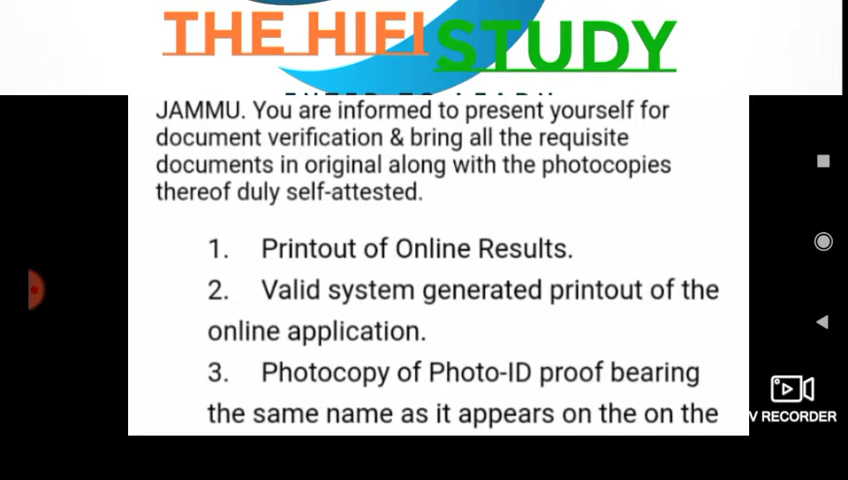 THE HIFI STUDY
JAMMU. You are informed to present yourself for
document verification & bring all the requisite
documents in original along with the photocopies
thereof duly self-attested.
1. Printout of Online Results.
2. Valid system generated printout of the
online application.
3. Photocopy of Photo-ID proof bearing
the same name as it appears on the on the
V RECORDER